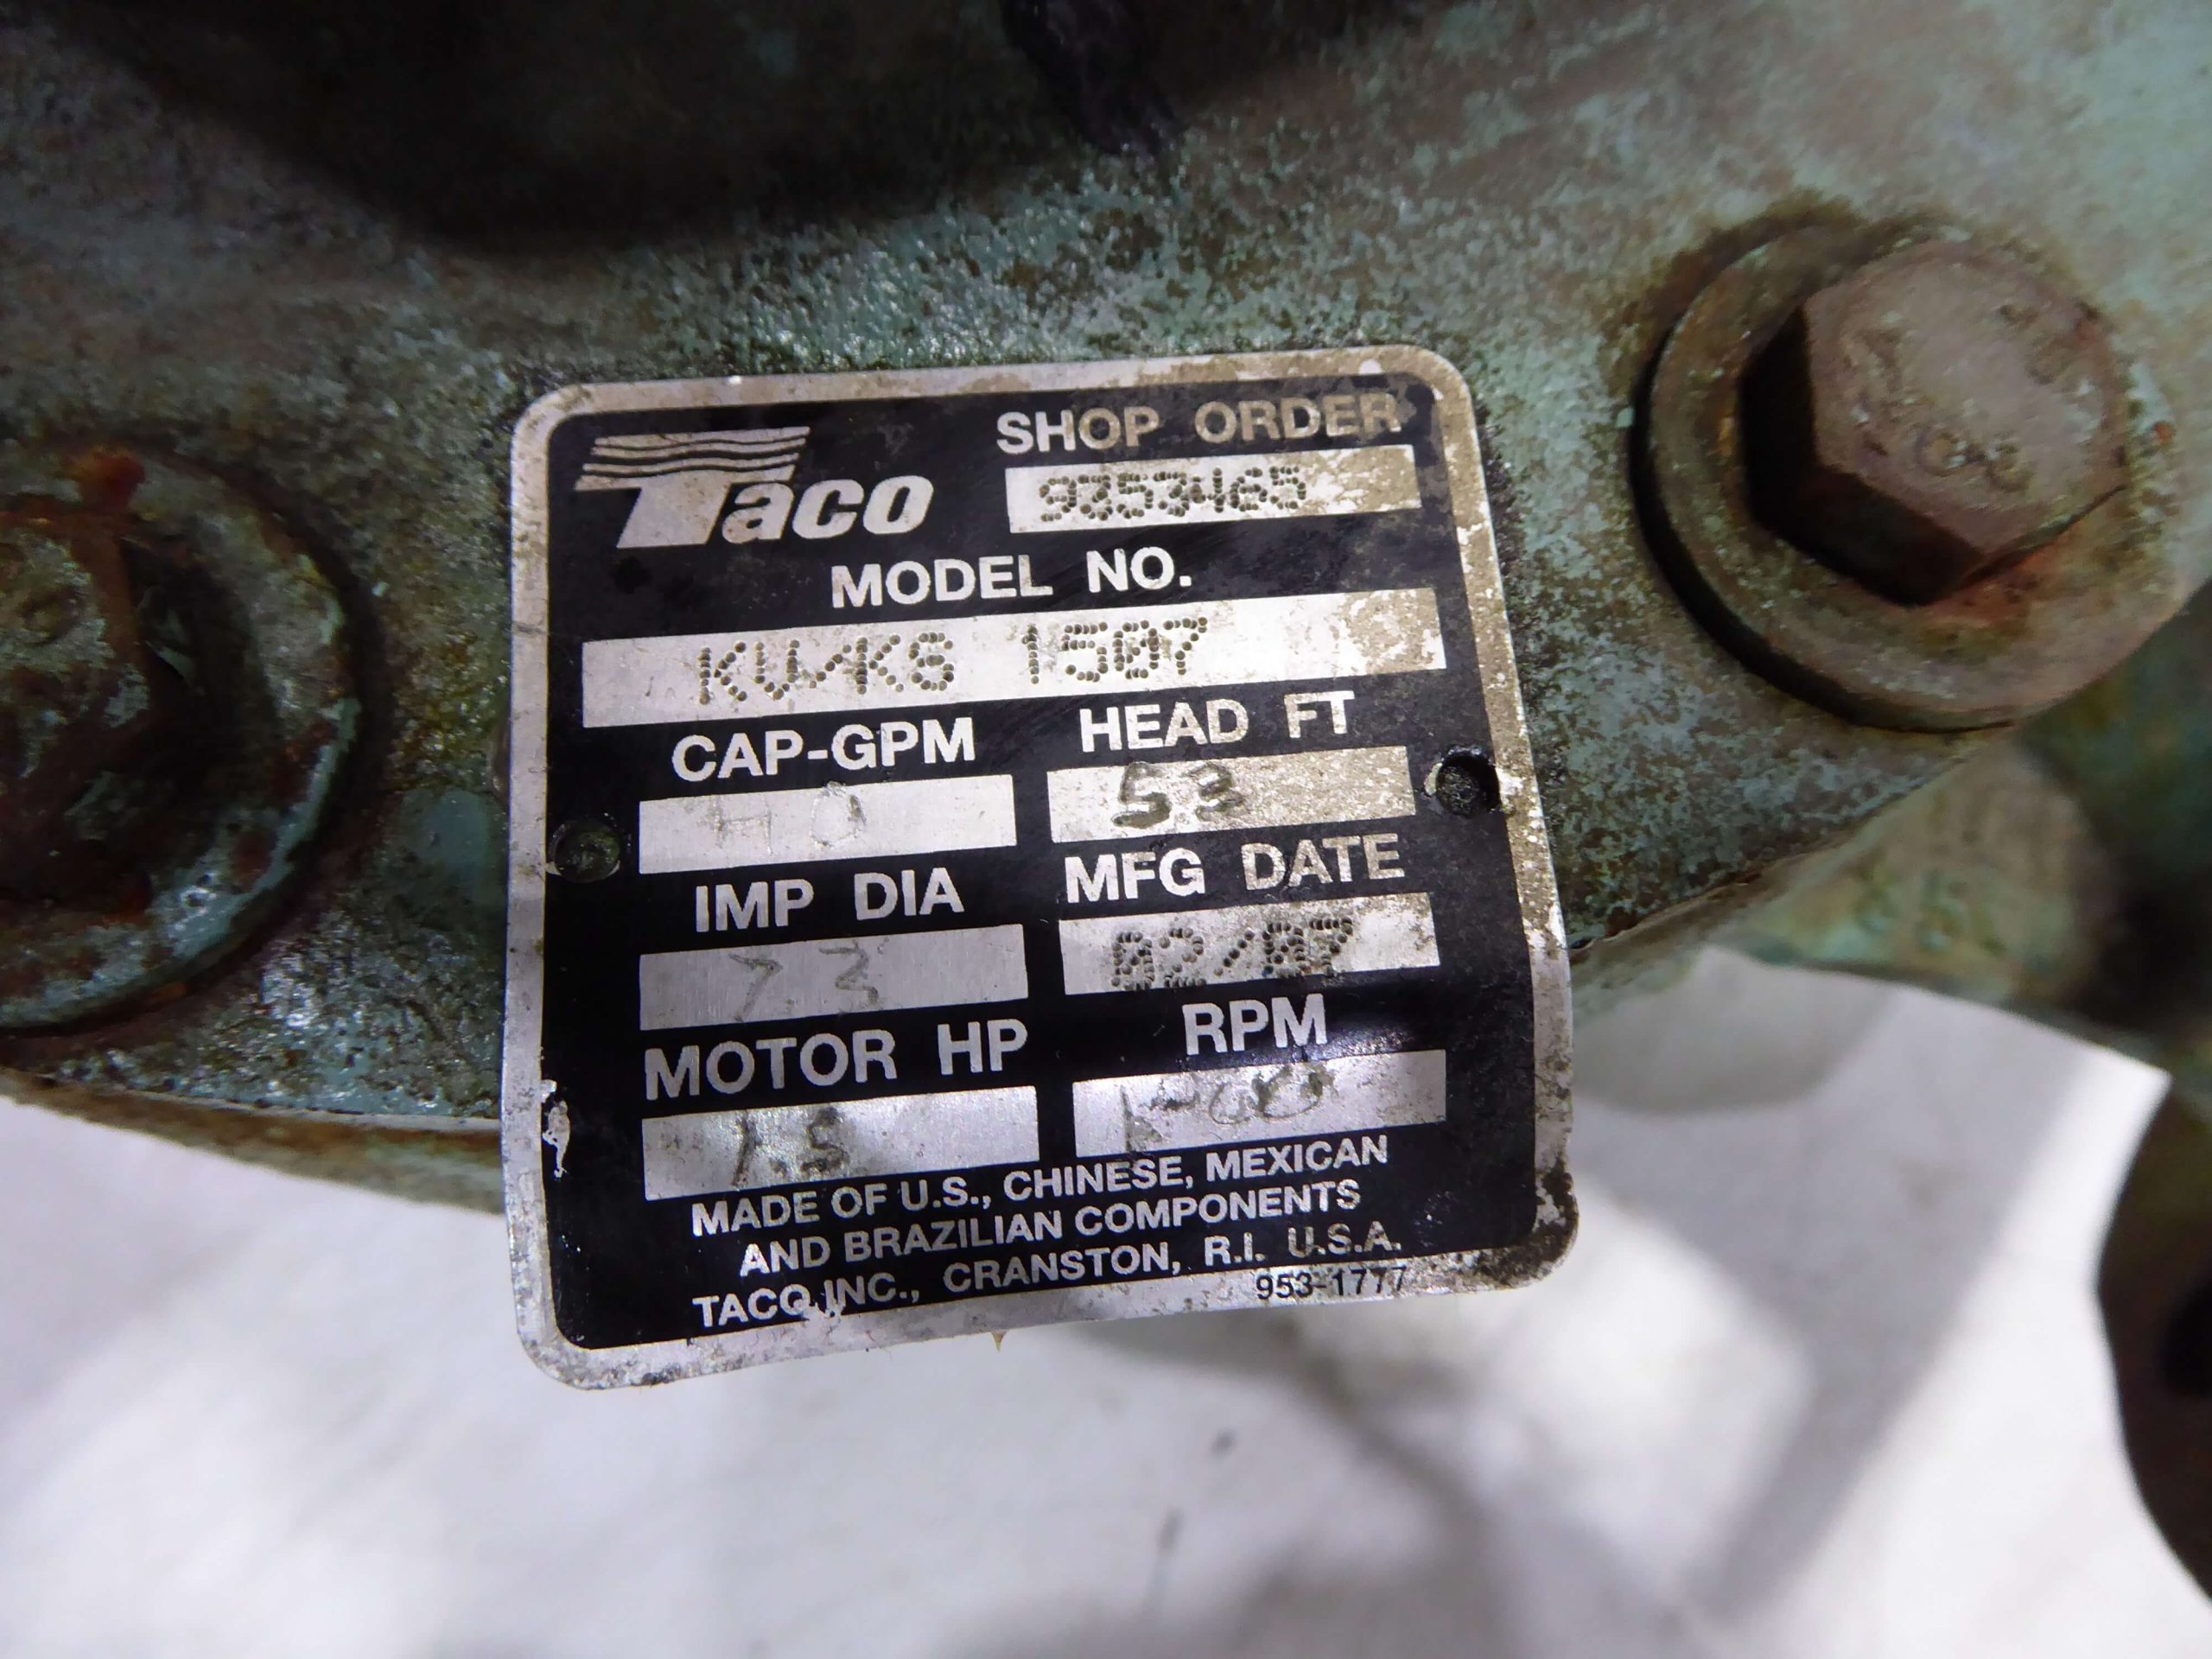 Taco
SHOP ORDER
9353465
MODEL NO.
KV/KS 1507
CAP-GPM
HEAD FT
40
53
IMP DIA
MFG DATE
7.3
02/07
MOTOR HP
RPM
1.5
MADE OF U.S., CHINESE, MEXICAN
AND BRAZILIAN COMPONENTS
TACO INC., CRANSTON, R.I. U.S.A.
953-1777